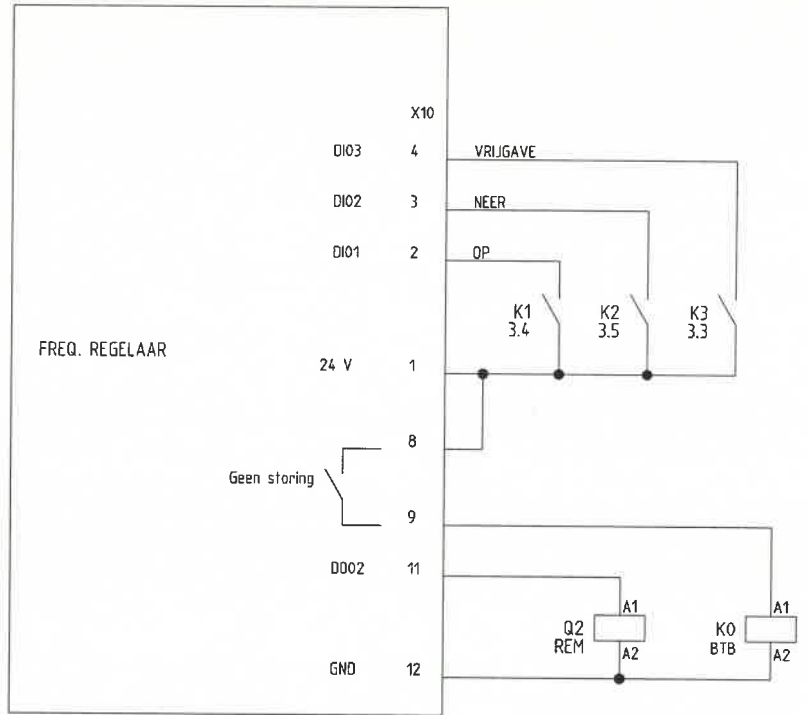 X10
DI03 4 VRIJGAVE
DI02 3 NEER
DI01 2 OP
K1 K2 K3
3.4 3.5 3.3
FREQ. REGELAAR
24 V 1
8
Geen storing
9
DO02 11
A1 A1
Q2 K0
REM BTB
A2 A2
GND 12